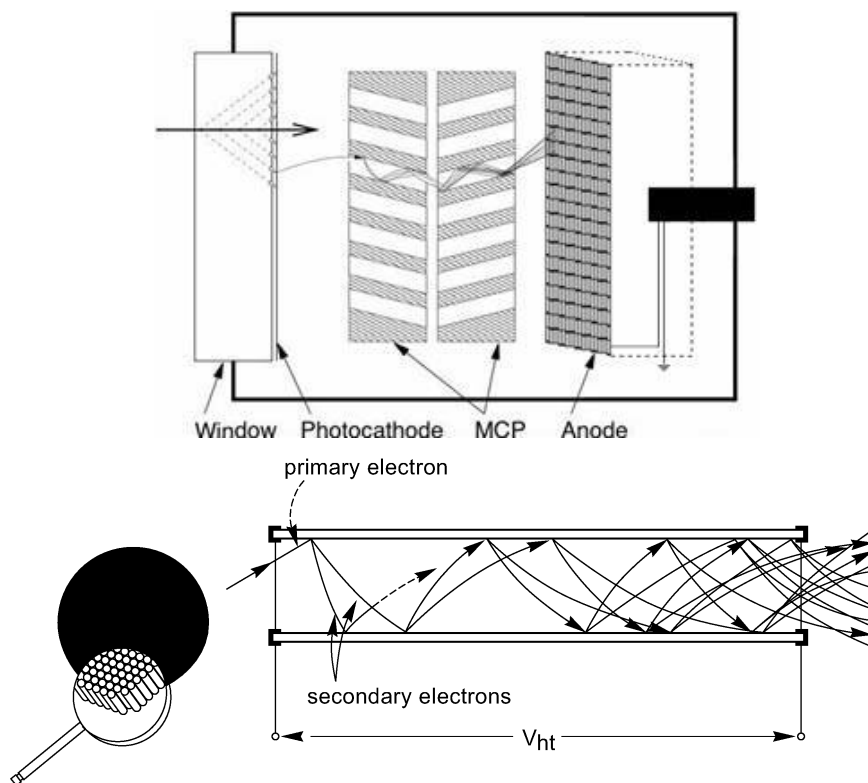 Window Photocathode MCP Anode
primary electron
secondary electrons
Vht